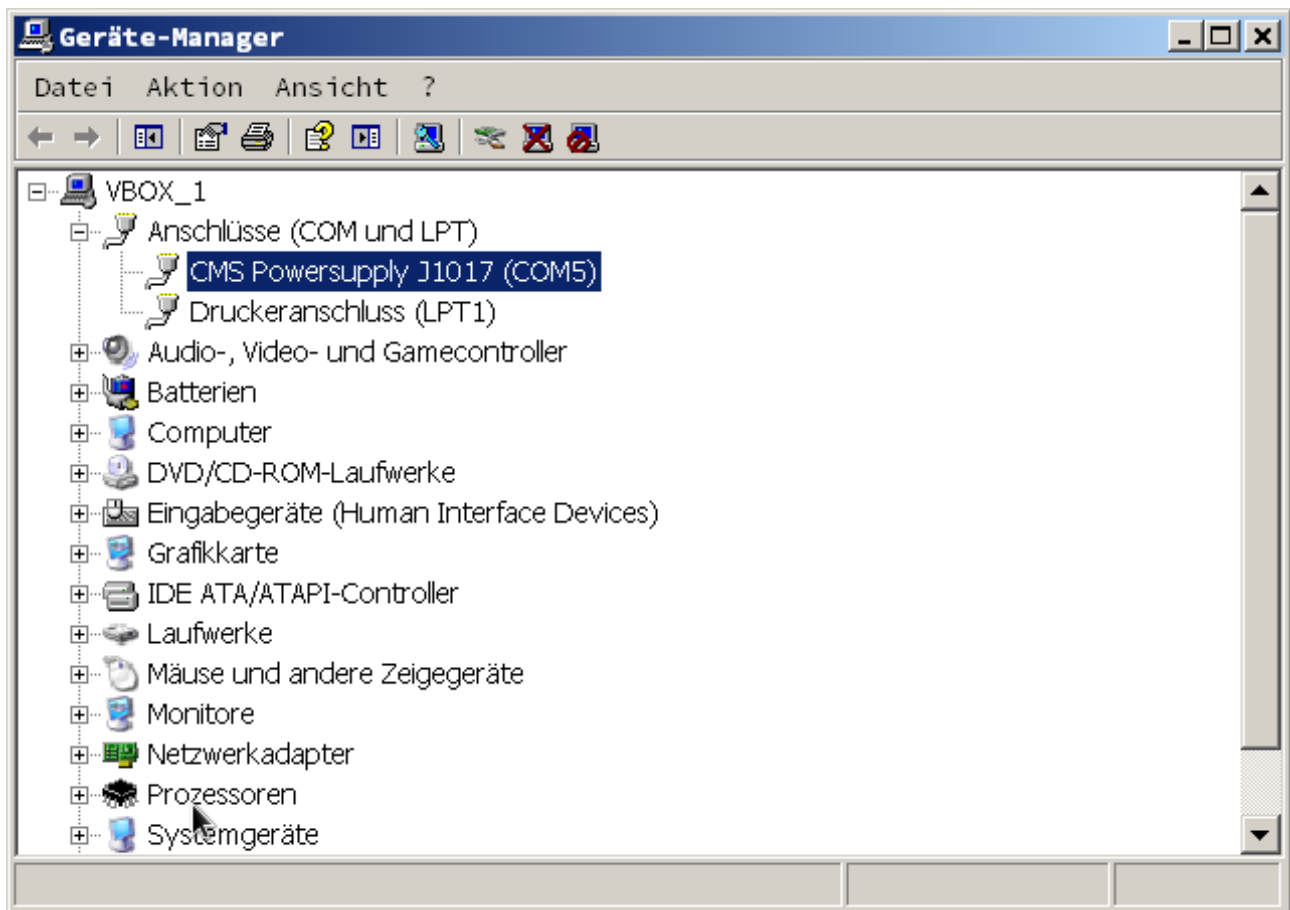 Geräte-Manager
Datei Aktion Ansicht ?
VBOX_1
Anschlüsse (COM und LPT)
CMS Powersupply J1017 (COM5)
Druckeranschluss (LPT1)
Audio-, Video- und Gamecontroller
Batterien
Computer
DVD/CD-ROM-Laufwerke
Eingabegeräte (Human Interface Devices)
Grafikkarte
IDE ATA/ATAPI-Controller
Laufwerke
Mäuse und andere Zeigegeräte
Monitore
Netzwerkadapter
Prozessoren
Systemgeräte